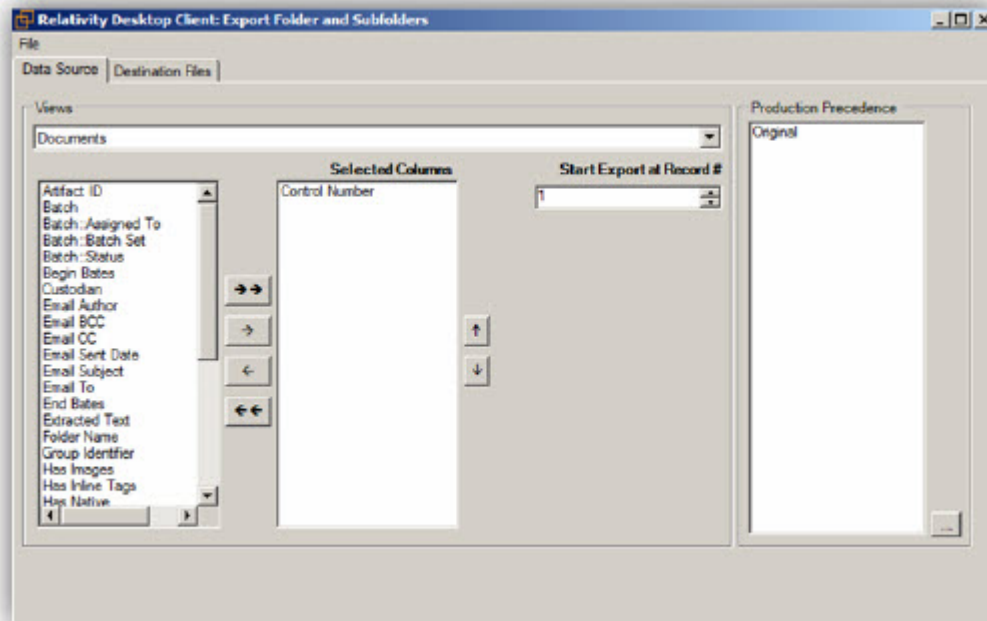 Relativity Desktop Client: Export Folder and Subfolders
File
Data Source
Destination Files
Views
Documents
Selected Columns
Start Export at Record #
Production Precedence
Artifact ID
Batch
Batch::Assigned To
Batch::Batch Set
Batch::Status
Begin Bates
Custodian
Email Author
Email BCC
Email CC
Email Sent Date
Email Subject
Email To
End Bates
Extracted Text
Folder Name
Group Identifier
Has Images
Has Inline Tags
Has Native
Control Number
1
Original
...